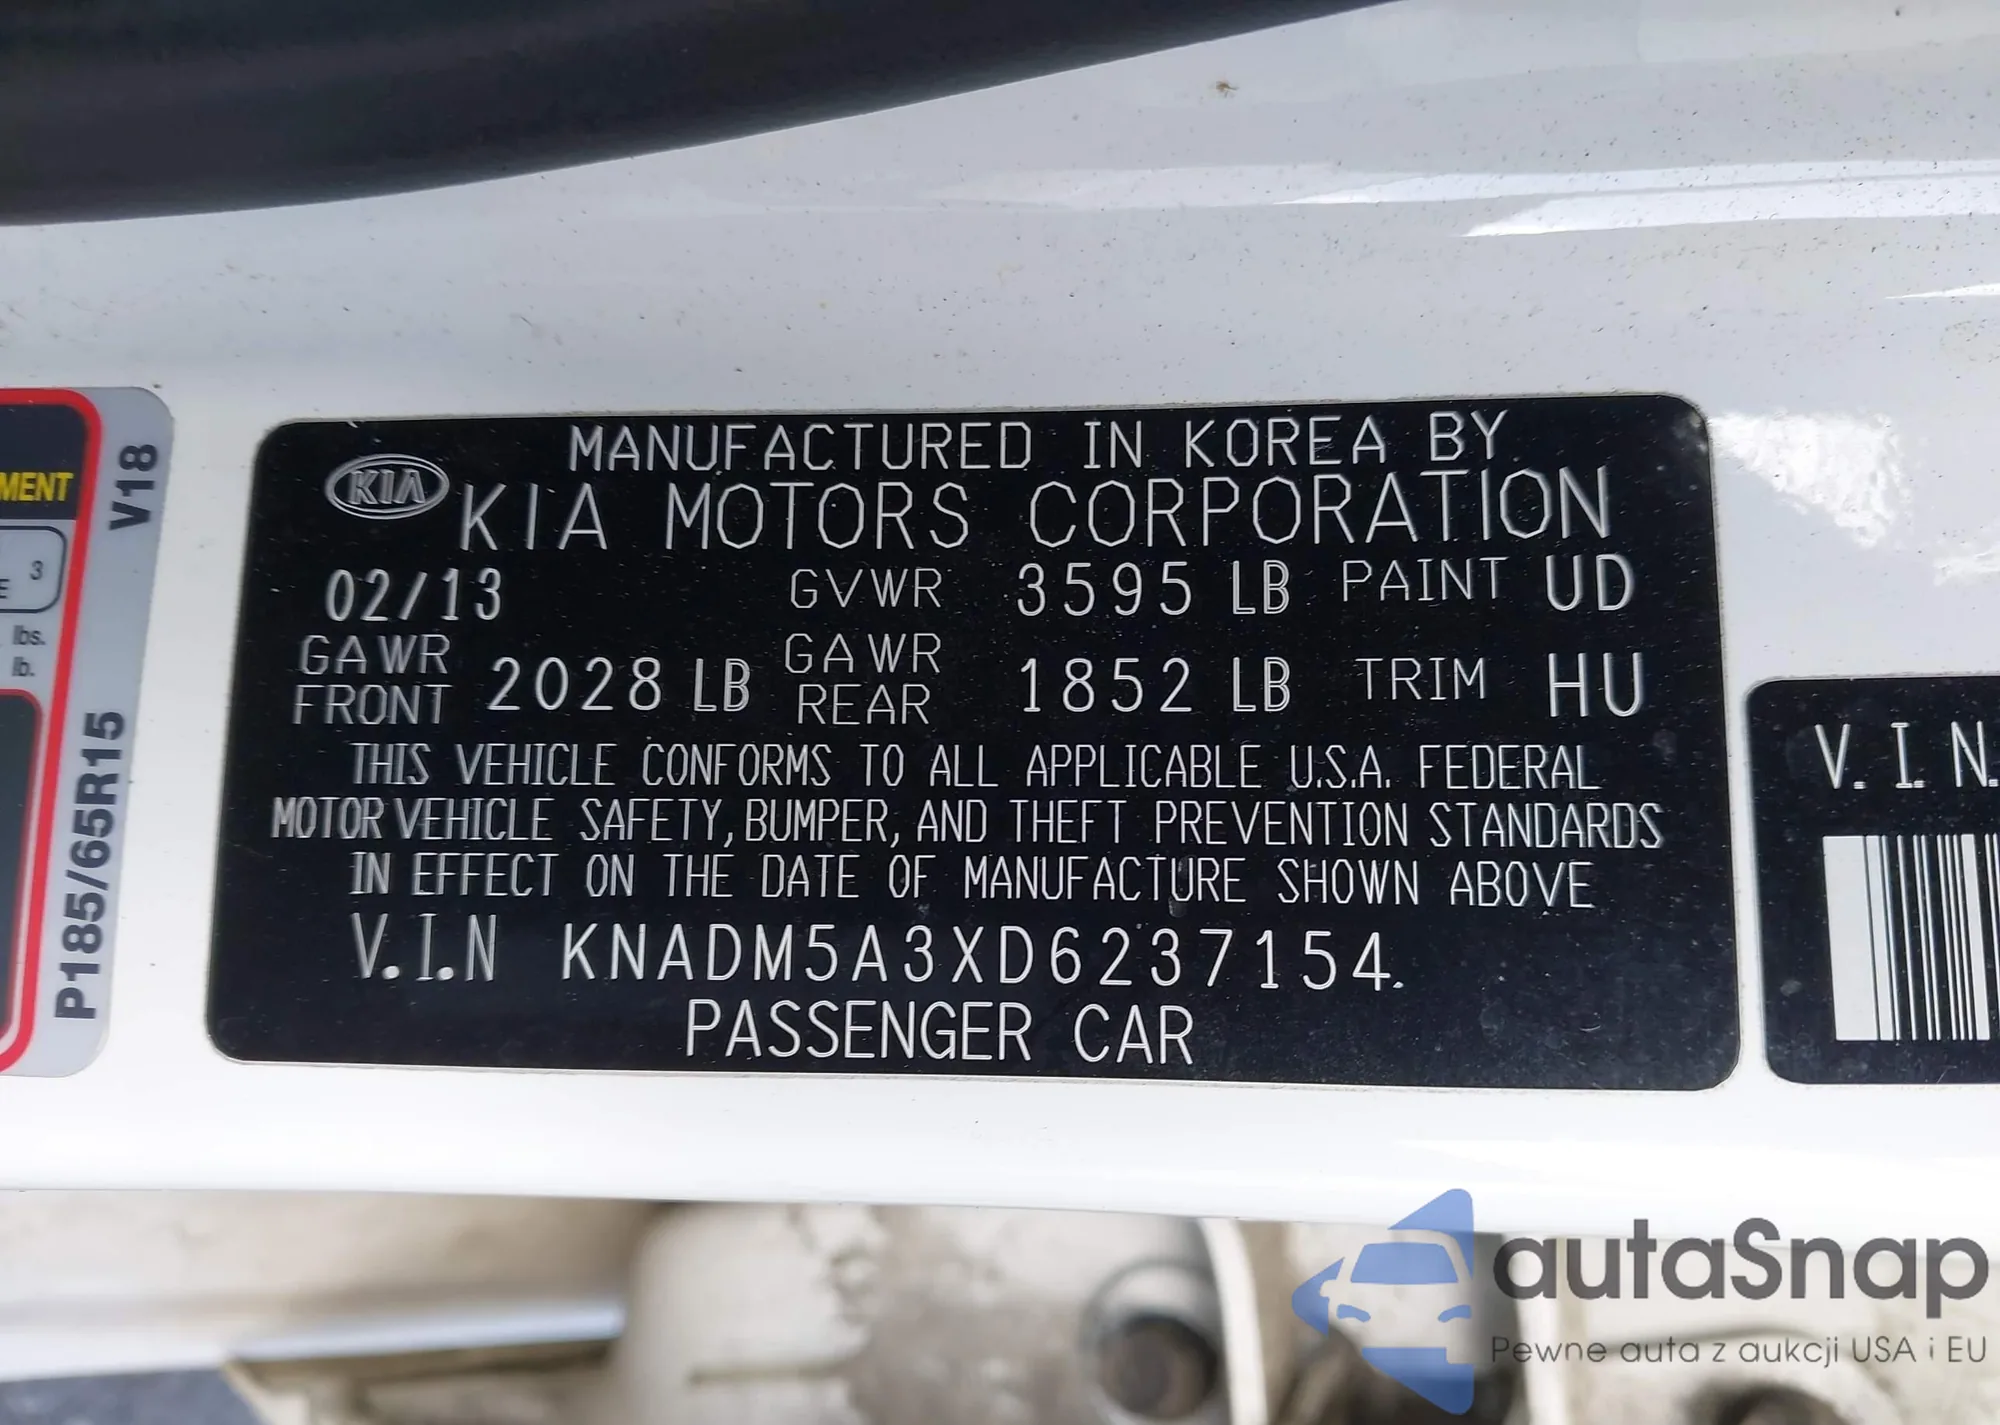 MANUFACTURED IN KOREA BY
KIA
KIA MOTORS CORPORATION
02/13 GVWR 3595 LB PAINT UD
GAWR FRONT 2028 LB GAWR REAR 1852 LB TRIM HU
THIS VEHICLE CONFORMS TO ALL APPLICABLE U.S.A. FEDERAL
MOTOR VEHICLE SAFETY, BUMPER, AND THEFT PREVENTION STANDARDS
IN EFFECT ON THE DATE OF MANUFACTURE SHOWN ABOVE
V.I.N KNADM5A3XD6237154.
PASSENGER CAR
MENT
3
E
lbs.
lb.
V18
P185/65R15
V.I.N.
autaSnap
Pewne auta z aukcji USA i EU